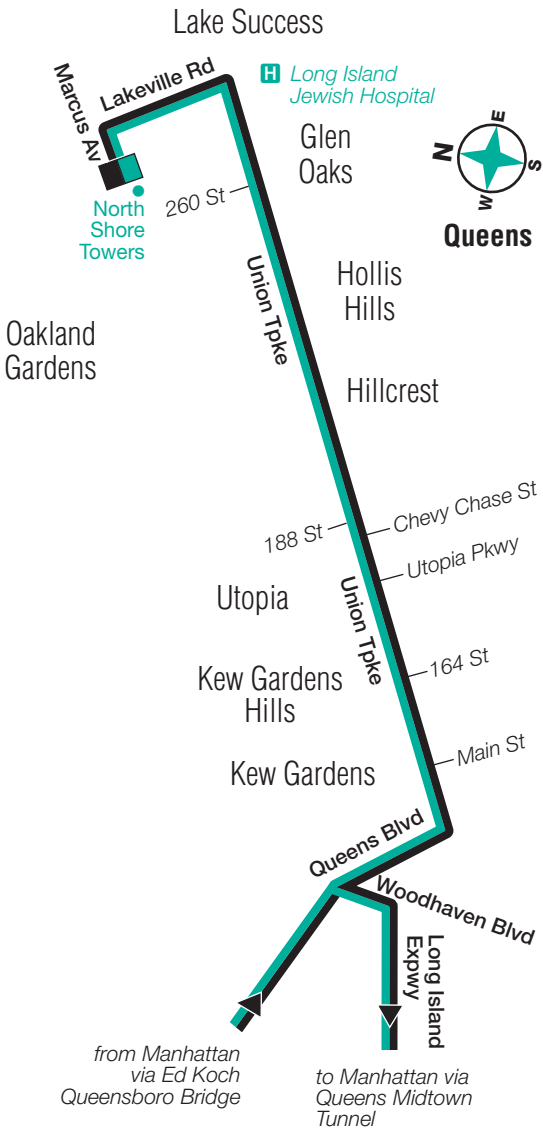 Lake Success
Marcus Av
Lakeville Rd
H Long Island
Jewish Hospital
Glen
Oaks
N
E
S
W
Queens
North
Shore
Towers
260 St
Union Tpke
Hollis
Hills
Oakland
Gardens
Hillcrest
188 St
Chevy Chase St
Utopia Pkwy
Utopia
Union Tpke
164 St
Kew Gardens
Hills
Main St
Kew Gardens
Queens Blvd
Woodhaven Blvd
Long Island
Expwy
from Manhattan
via Ed Koch
Queensboro Bridge
to Manhattan via
Queens Midtown
Tunnel